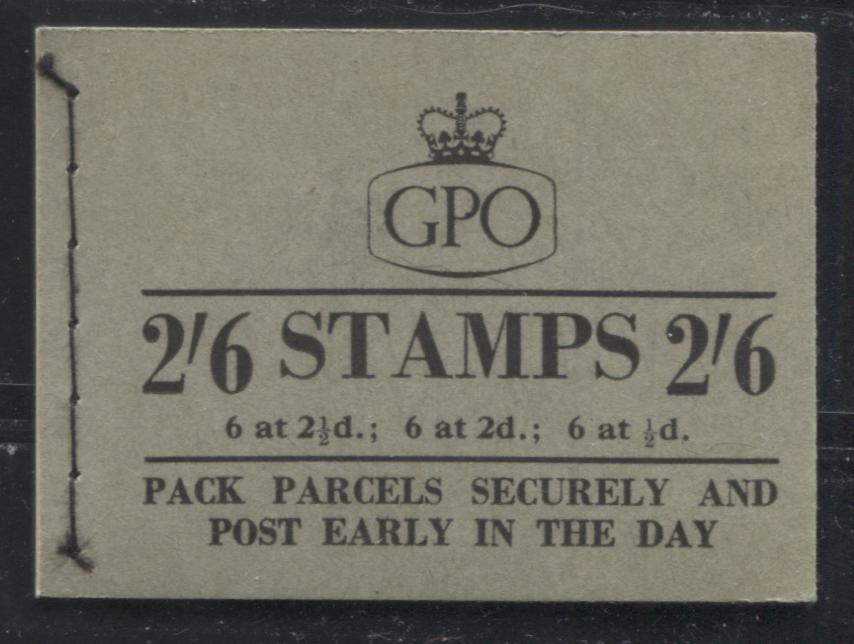 GPO
2/6 STAMPS 2/6
6 at 2½d.; 6 at 2d.; 6 at ½d.
PACK PARCELS SECURELY AND
POST EARLY IN THE DAY